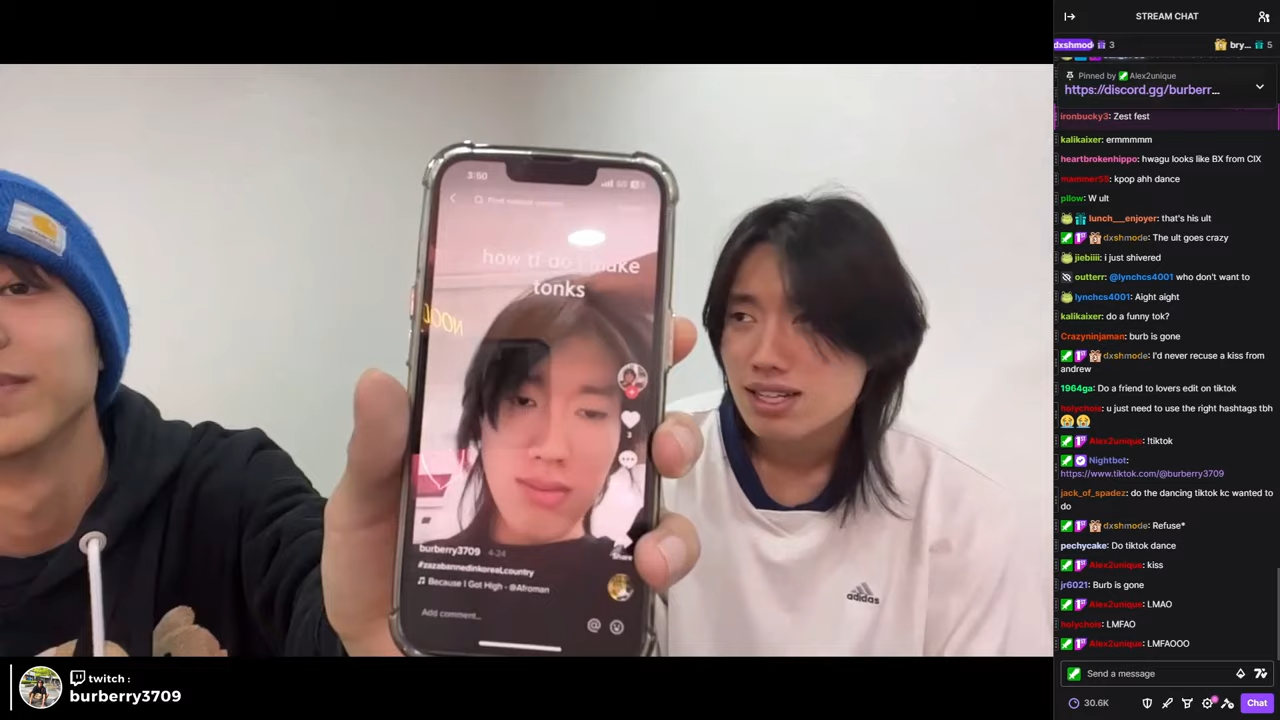 STREAM CHAT
dxshmod 3
bry... 5
Pinned by Alex2unique
https://discord.gg/burberr...
ironbucky3: Zest fest
kalikaixer: ermmmmm
heartbrokenhippo: hwagu looks like BX from CIX
mammer55: kpop ahh dance
pllow: W ult
lunch__enjoyer: that's his ult
dxshmode: The ult goes crazy
jiebiiii: i just shivered
outterr: @lynchcs4001 who don't want to
lynchcs4001: Aight aight
kalikaixer: do a funny tok?
Crazyninjaman: burb is gone
dxshmode: I'd never recuse a kiss from
andrew
1964ga: Do a friend to lovers edit on tiktok
holychois: u just need to use the right hashtags tbh
Alex2unique: !tiktok
Nightbot:
https://www.tiktok.com/@burberry3709
jack_of_spadez: do the dancing tiktok kc wanted to
do
dxshmode: Refuse*
pechycake: Do tiktok dance
Alex2unique: kiss
jr6021: Burb is gone
Alex2unique: LMAO
holychois: LMFAO
Alex2unique: LMFAOOO
Send a message
30.6K
Chat
3:50
5G
how tf do i make
tonks
NOOD
Share
burberry3709 4-24
#zazabannedinkorea1country
Because I Got High - @Afroman
Add comment...
adidas
twitch :
burberry3709